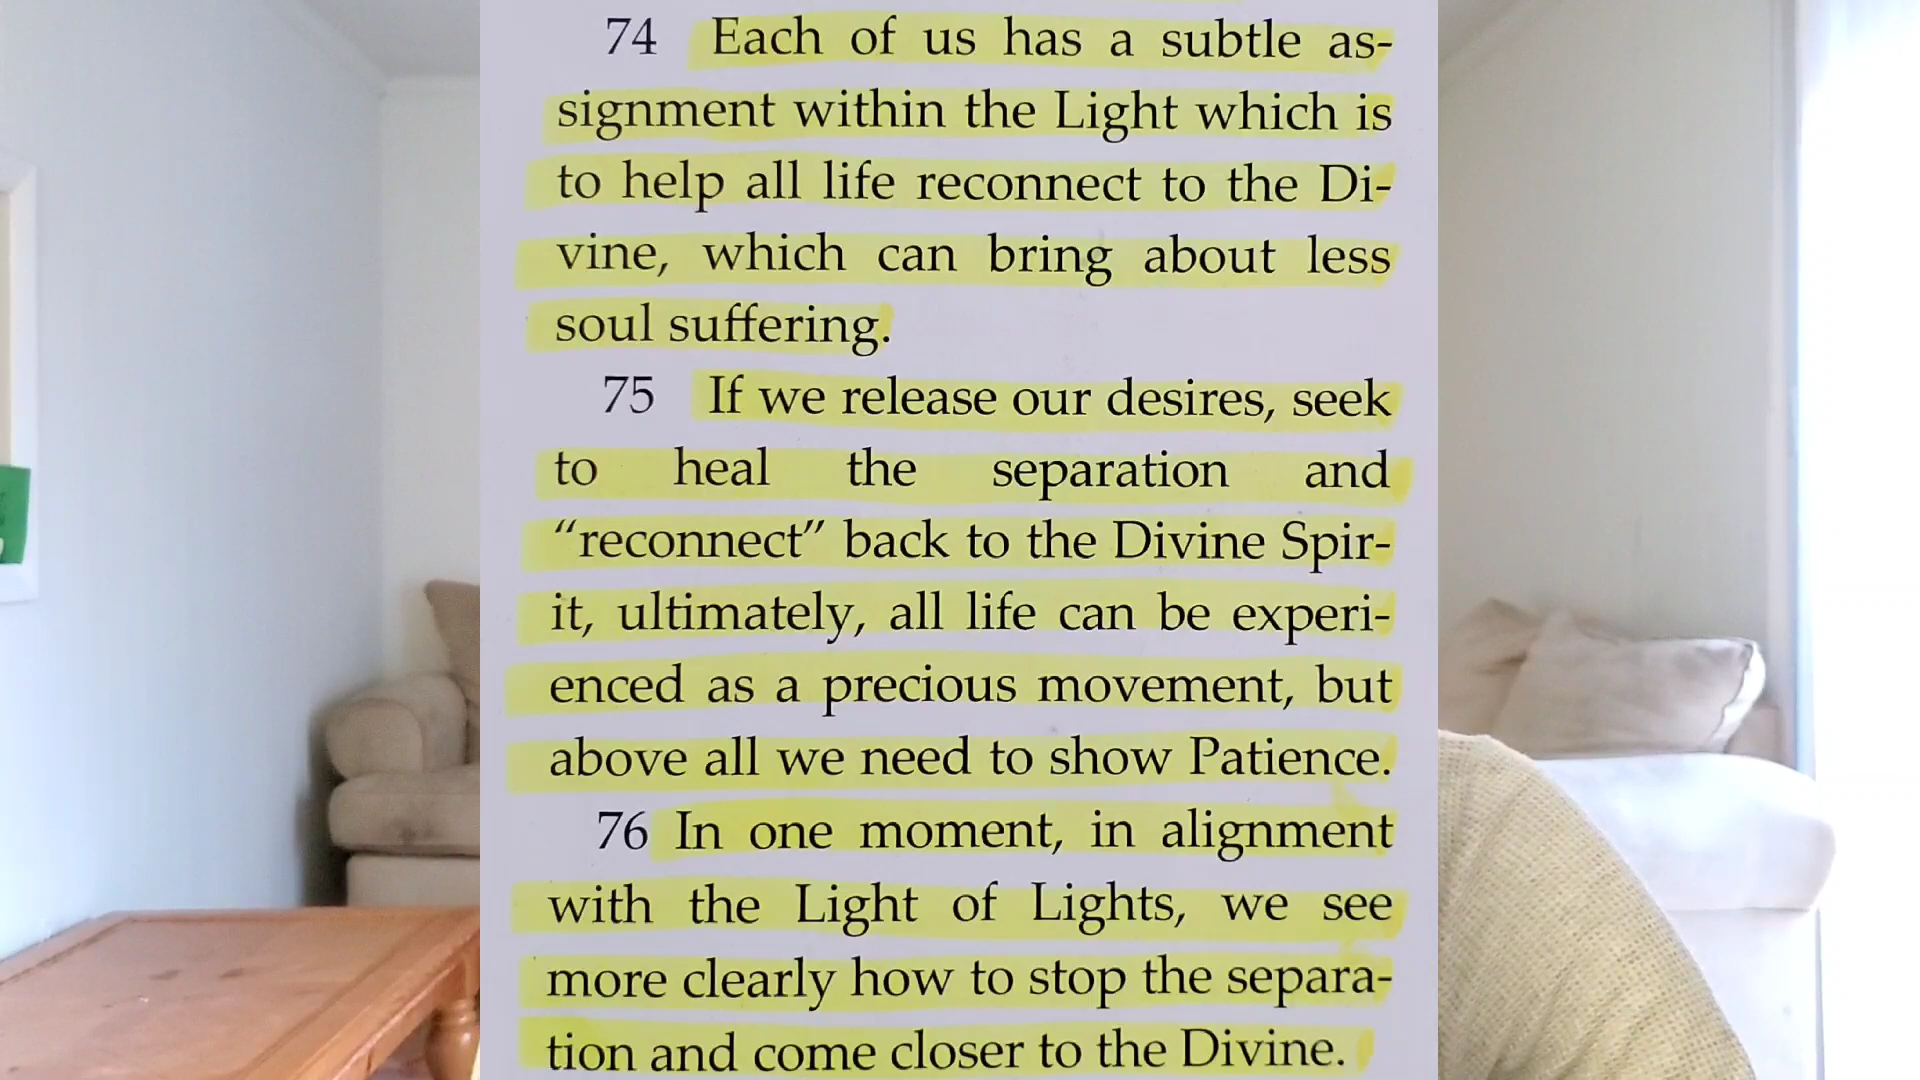 74 Each of us has a subtle as-
signment within the Light which is
to help all life reconnect to the Di-
vine, which can bring about less
soul suffering.
75 If we release our desires, seek
to heal the separation and
“reconnect” back to the Divine Spir-
it, ultimately, all life can be experi-
enced as a precious movement, but
above all we need to show Patience.
76 In one moment, in alignment
with the Light of Lights, we see
more clearly how to stop the separa-
tion and come closer to the Divine.